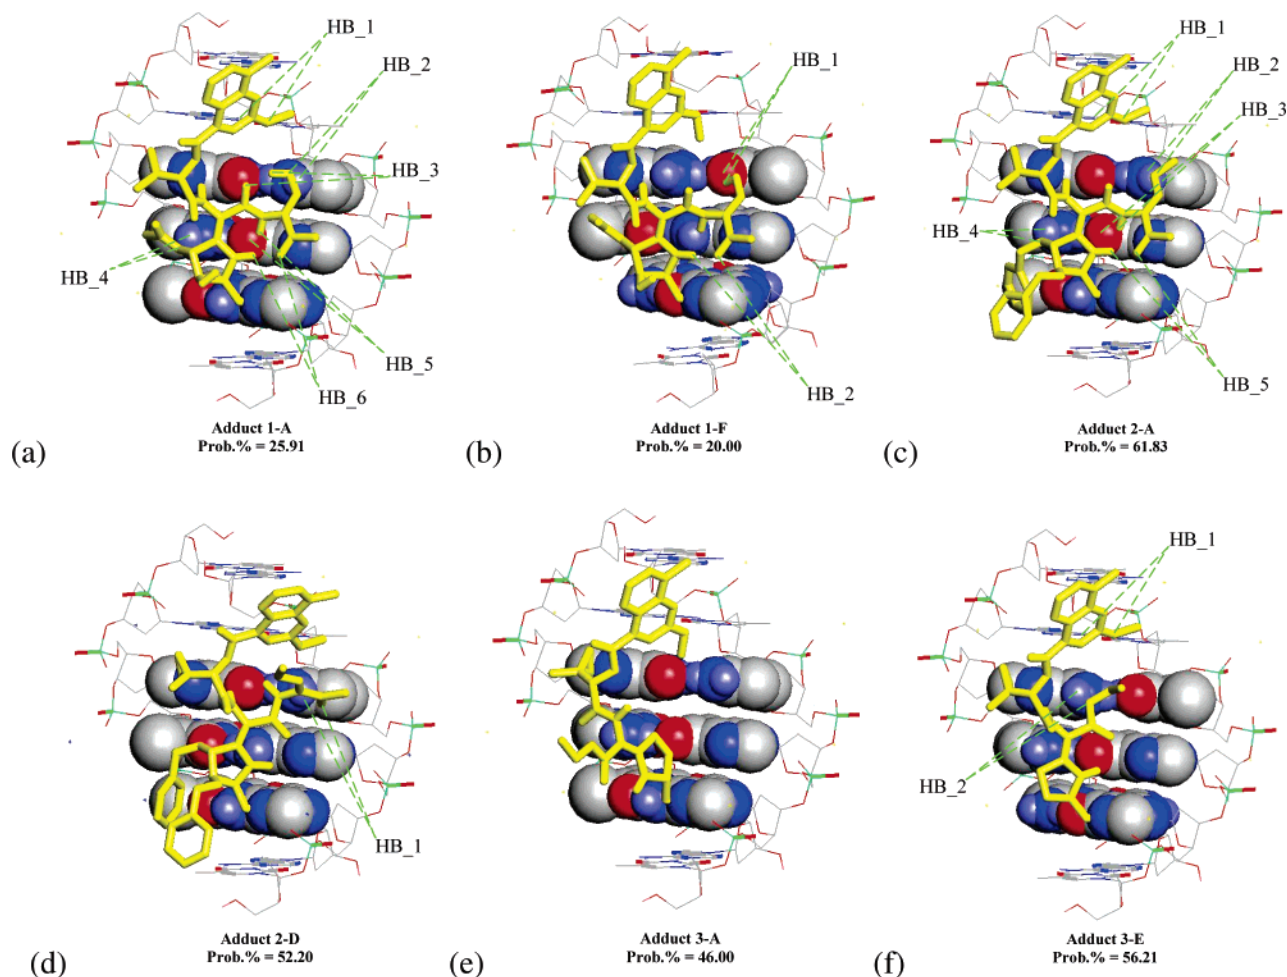 HB_1
HB_2
HB_3
HB_4
HB_5
HB_6
Adduct 1-A
Prob.% = 25.91
(a)
HB_1
HB_2
Adduct 1-F
Prob.% = 20.00
(b)
HB_1
HB_2
HB_3
HB_4
HB_5
Adduct 2-A
Prob.% = 61.83
(c)
HB_1
Adduct 2-D
Prob.% = 52.20
(d)
Adduct 3-A
Prob.% = 46.00
(e)
HB_1
HB_2
Adduct 3-E
Prob.% = 56.21
(f)